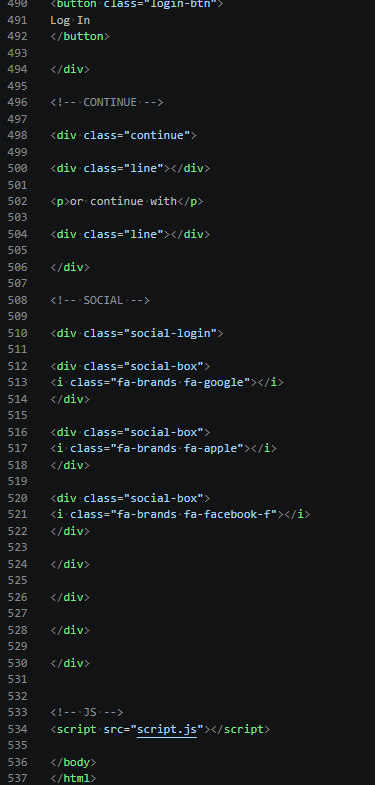 490 <button class="login-btn">
491 Log In
492 </button>
493
494 </div>
495
496 <!-- CONTINUE -->
497
498 <div class="continue">
499
500 <div class="line"></div>
501
502 <p>or continue with</p>
503
504 <div class="line"></div>
505
506 </div>
507
508 <!-- SOCIAL -->
509
510 <div class="social-login">
511
512 <div class="social-box">
513 <i class="fa-brands fa-google"></i>
514 </div>
515
516 <div class="social-box">
517 <i class="fa-brands fa-apple"></i>
518 </div>
519
520 <div class="social-box">
521 <i class="fa-brands fa-facebook-f"></i>
522 </div>
523
524 </div>
525
526 </div>
527
528 </div>
529
530 </div>
531
532
533 <!-- JS -->
534 <script src="script.js"></script>
535
536 </body>
537 </html>